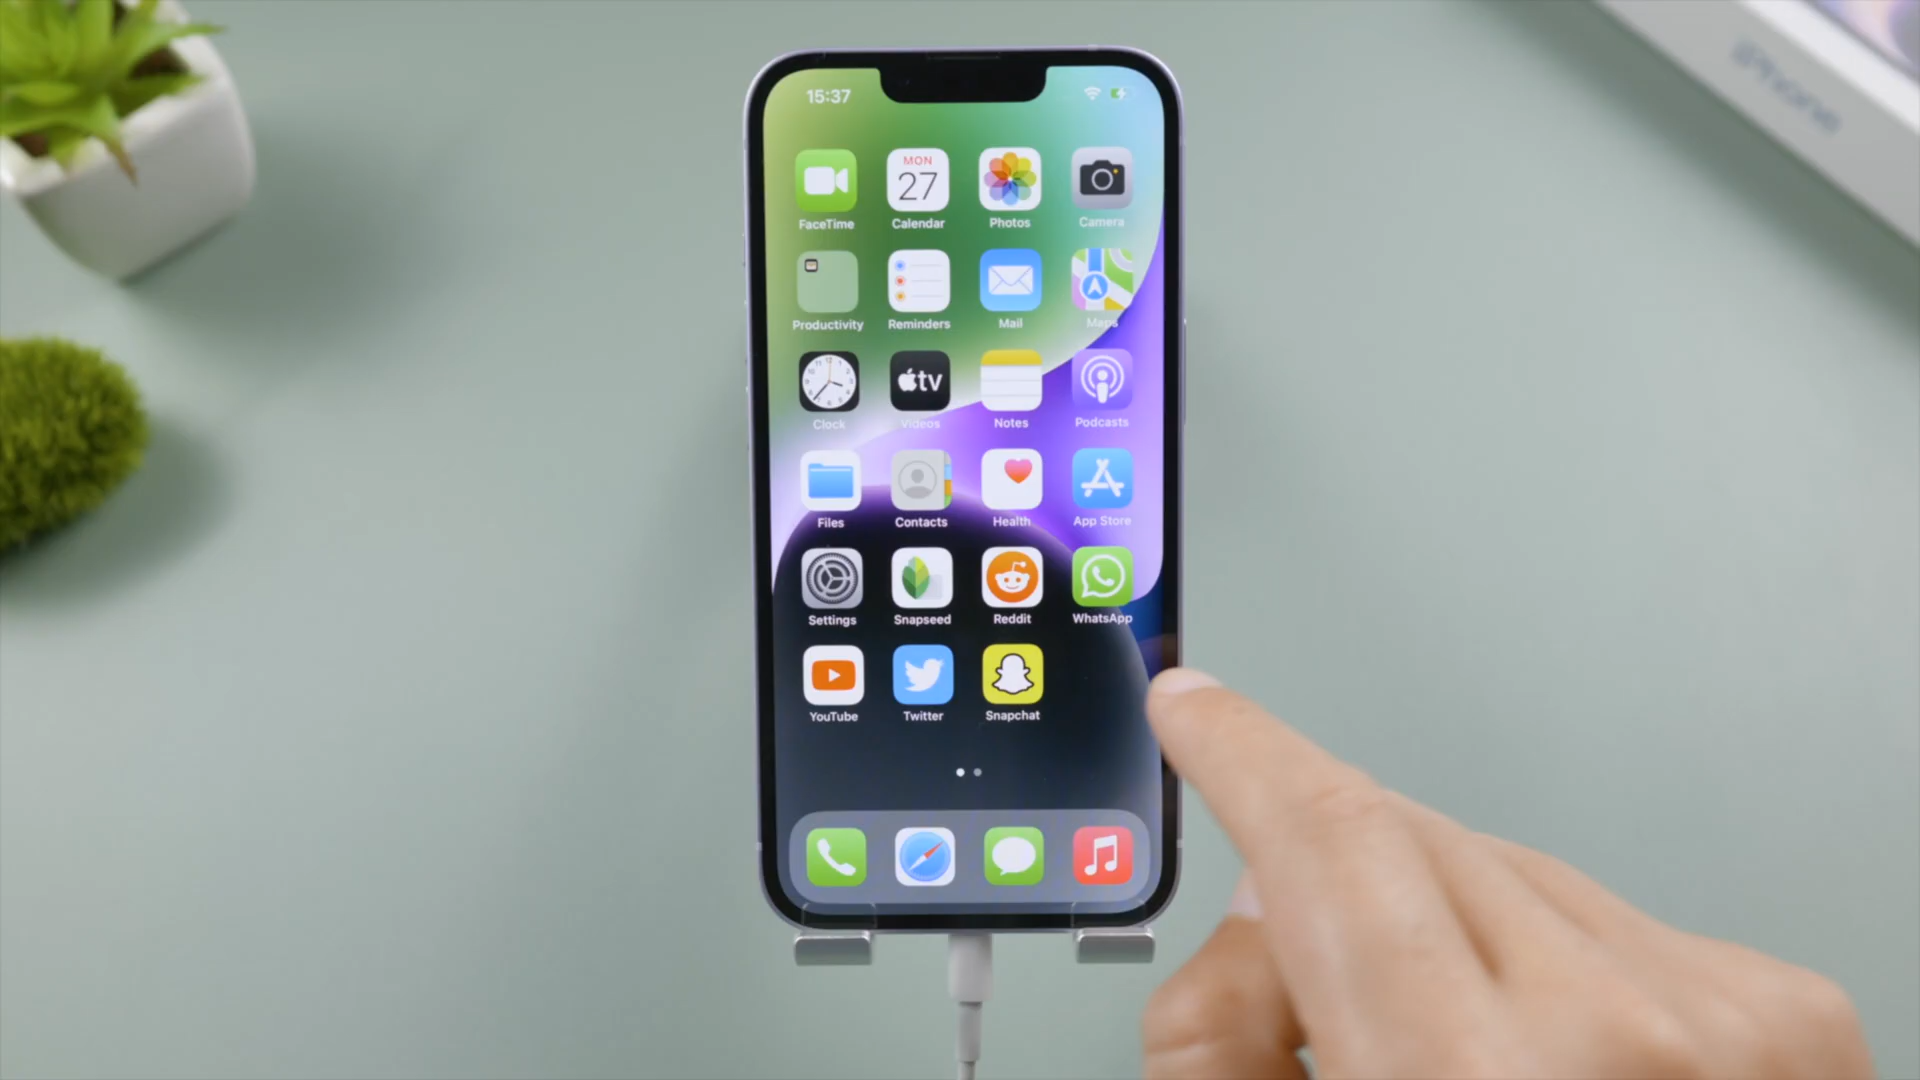 iPhone
15:37
MON
27
FaceTime
Calendar
Photos
Camera
Productivity
Reminders
Mail
Maps
tv
Clock
Videos
Notes
Podcasts
Files
Contacts
Health
App Store
Settings
Snapseed
Reddit
WhatsApp
YouTube
Twitter
Snapchat